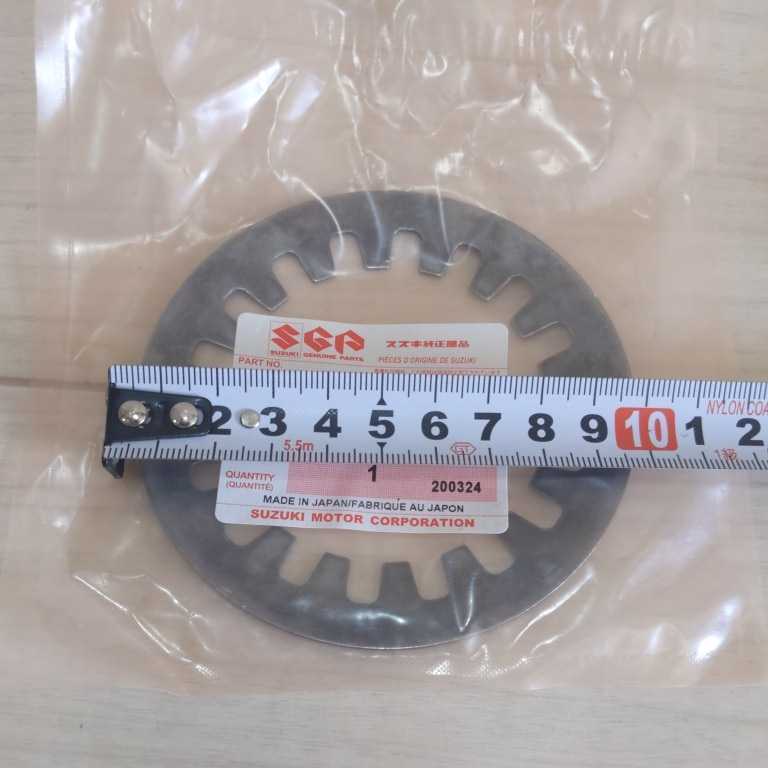 SGP
SUZUKI GENUINE PARTS
スズキ純正部品
PIÈCES D'ORIGINE DE SUZUKI
PART NO.
2 3 4 5 6 7 8 9 10 1 2
NYLON COA
5.5m
QUANTITY
(QUANTITÉ)
1
200324
MADE IN JAPAN/FABRIQUE AU JAPON
SUZUKI MOTOR CORPORATION